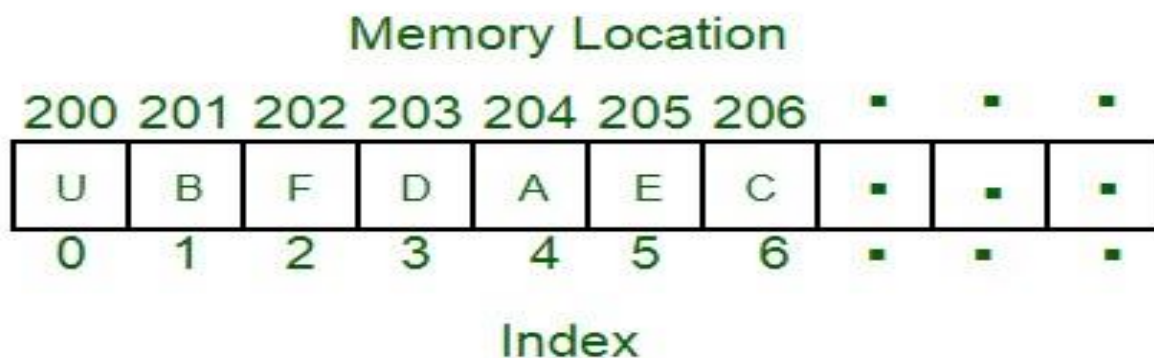 Memory Location
200 201 202 203 204 205 206 . . .
U B F D A E C . . .
0 1 2 3 4 5 6 . . .
Index